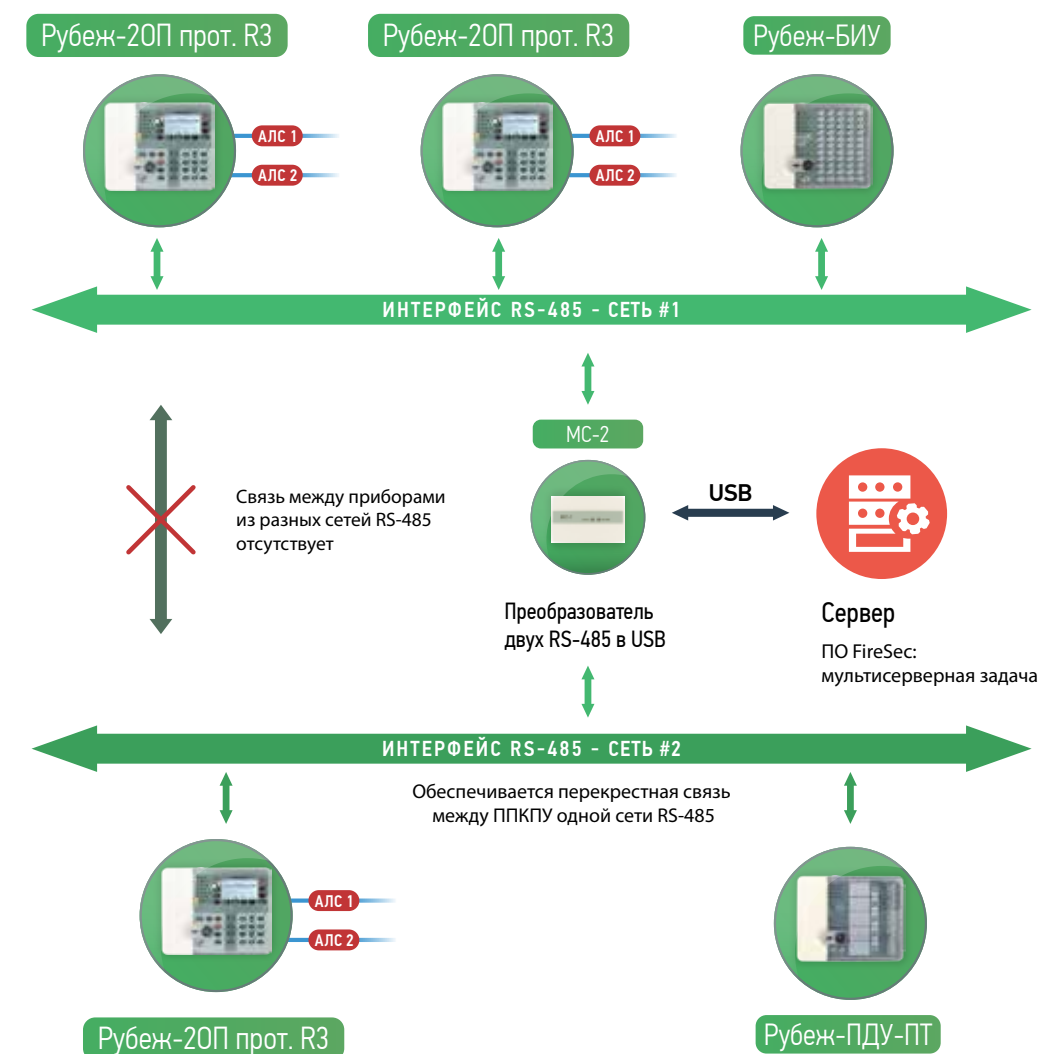 Рубеж-2ОП прот. R3
Рубеж-2ОП прот. R3
Рубеж-БИУ
АЛС 1
АЛС 2
АЛС 1
АЛС 2
ИНТЕРФЕЙС RS-485 - СЕТЬ #1
МС-2
Связь между приборами
из разных сетей RS-485
отсутствует
USB
Преобразователь
двух RS-485 в USB
Сервер
ПО FireSec:
мультисерверная задача
ИНТЕРФЕЙС RS-485 - СЕТЬ #2
Обеспечивается перекрестная связь
между ППКПУ одной сети RS-485
АЛС 1
АЛС 2
Рубеж-2ОП прот. R3
Рубеж-ПДУ-ПТ